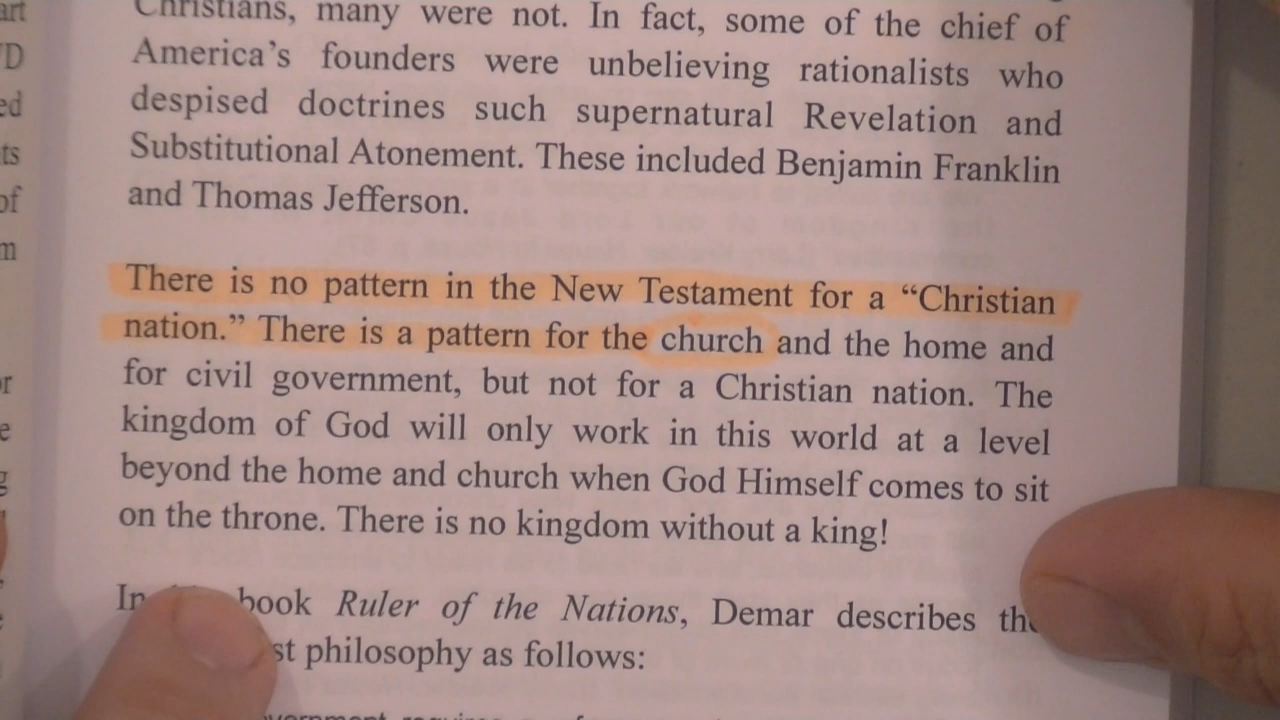 Christians, many were not. In fact, some of the chief of
America's founders were unbelieving rationalists who
despised doctrines such supernatural Revelation and
Substitutional Atonement. These included Benjamin Franklin
and Thomas Jefferson.
There is no pattern in the New Testament for a “Christian
nation.” There is a pattern for the church and the home and
for civil government, but not for a Christian nation. The
kingdom of God will only work in this world at a level
beyond the home and church when God Himself comes to sit
on the throne. There is no kingdom without a king!
In book Ruler of the Nations, Demar describes
philosophy as follows: